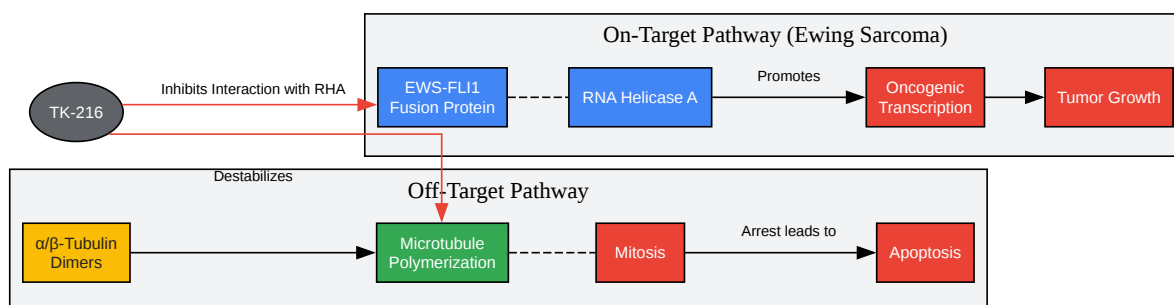 On-Target Pathway (Ewing Sarcoma)
TK-216
Inhibits Interaction with RHA
EWS-FLI1
Fusion Protein
RNA Helicase A
Promotes
Oncogenic
Transcription
Tumor Growth
Destabilizes
Off-Target Pathway
α/β-Tubulin
Dimers
Microtubule
Polymerization
Mitosis
Arrest leads to
Apoptosis